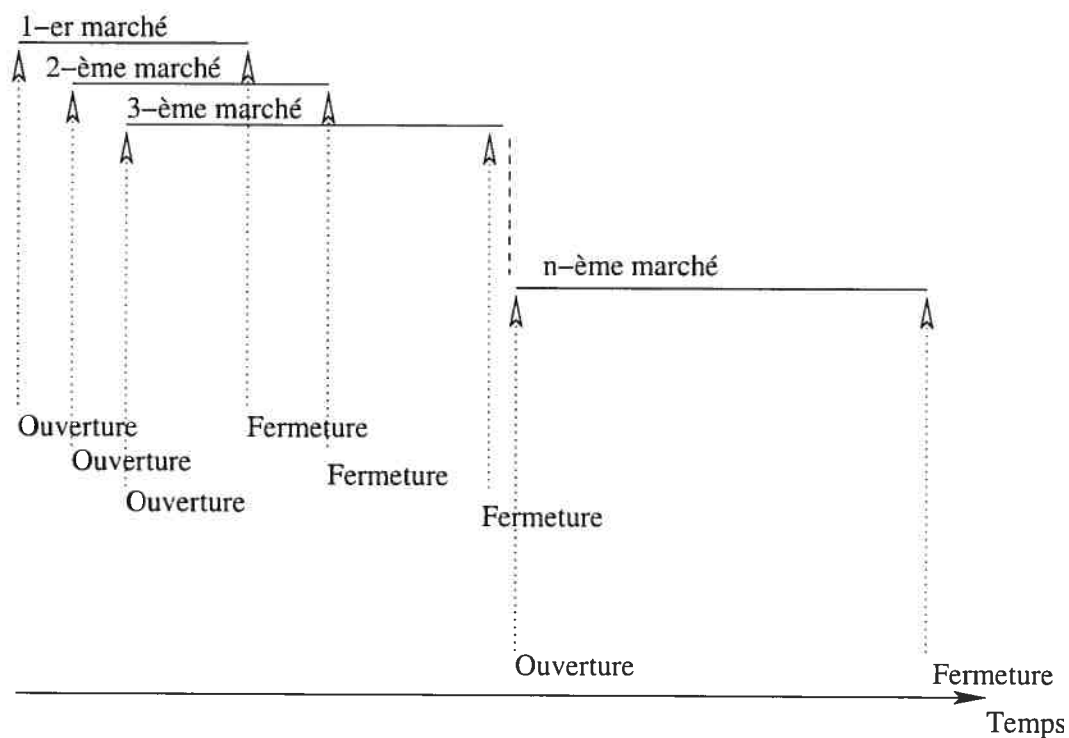 1–er marché
2–ème marché
3–ème marché
n–ème marché
Ouverture
Fermeture
Ouverture
Fermeture
Ouverture
Fermeture
Ouverture
Fermeture
Temps